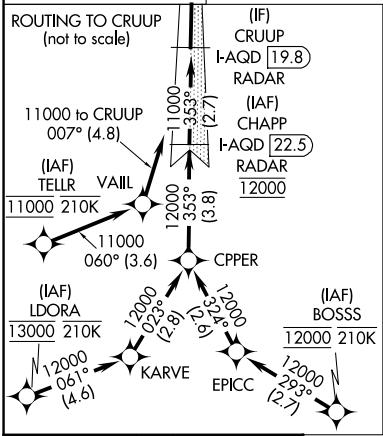 ROUTING TO CRUUP
(not to scale)
(IF)
CRUUP
I-AQD 19.8
RADAR
(IAF)
CHAPP
I-AQD 22.5
RADAR
12000
11000 to CRUUP
007° (4.8)
11000
353°
(2.7)
(IAF)
TELLR
11000 210K
VAIIL
11000
060° (3.6)
12000
353°
(3.8)
CPPER
(IAF)
LDORA
13000 210K
12000
023°
(2.8)
12000
324°
(2.6)
(IAF)
BOSSS
12000 210K
12000
061°
(4.6)
KARVE
EPICC
12000
293°
(2.7)